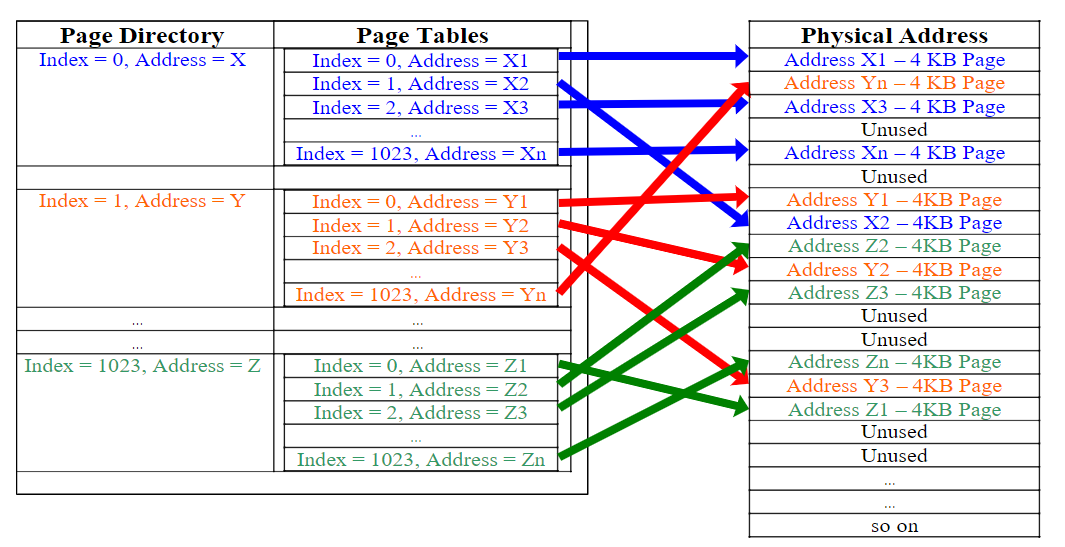 Page Directory
Page Tables
Index = 0, Address = X
Index = 0, Address = X1
Index = 1, Address = X2
Index = 2, Address = X3
...
Index = 1023, Address = Xn
Index = 1, Address = Y
Index = 0, Address = Y1
Index = 1, Address = Y2
Index = 2, Address = Y3
...
Index = 1023, Address = Yn
...
...
...
...
Index = 1023, Address = Z
Index = 0, Address = Z1
Index = 1, Address = Z2
Index = 2, Address = Z3
...
Index = 1023, Address = Zn
Physical Address
Address X1 – 4 KB Page
Address Yn – 4 KB Page
Address X3 – 4 KB Page
Unused
Address Xn – 4 KB Page
Unused
Address Y1 – 4KB Page
Address X2 – 4KB Page
Address Z2 – 4KB Page
Address Y2 – 4KB Page
Address Z3 – 4KB Page
Unused
Unused
Address Zn – 4KB Page
Address Y3 – 4KB Page
Address Z1 – 4KB Page
Unused
Unused
...
...
so on